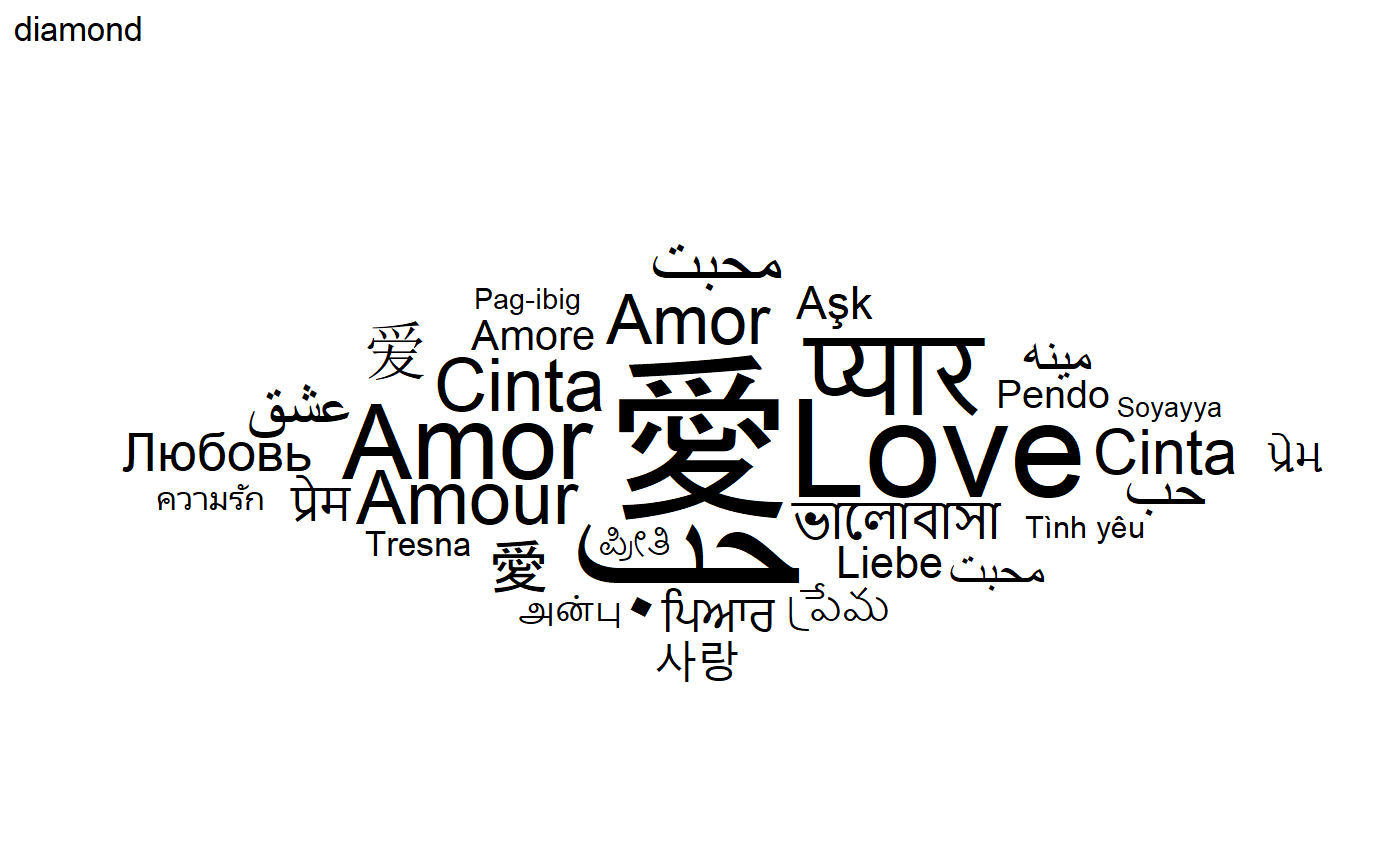 diamond
محبت
Pag-ibig
Amore
Amor
Aşk
爱
Cinta
愛
प्यार
مينه
Pendo
Soyayya
عشق
Amor
Love
Cinta
પ્રેમ
Любовь
ความรัก
प्रेम
Amour
حب
ভালোবাসা
Tình yêu
Tresna
愛
حب
ಪ್ರೀತಿ
Liebe
محبت
அன்பு
ਪਿਆਰ
ప్రేమ
사랑